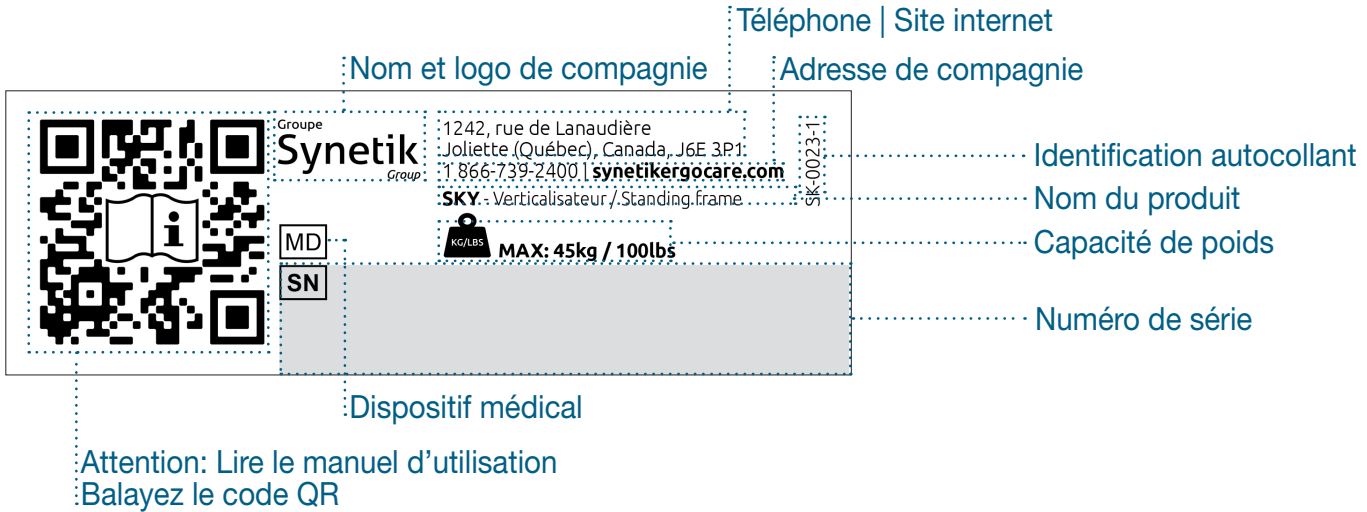 Téléphone | Site internet
Nom et logo de compagnie
Adresse de compagnie
Groupe
Synetik
Group
1242, rue de Lanaudière
Joliette (Québec), Canada, J6E 3P1
1 866-739-2400 | synetikergocare.com
SKY - Verticalisateur / Standing frame
KG/LBS
MAX: 45kg / 100lbs
SK-0023-1
MD
SN
Identification autocollant
Nom du produit
Capacité de poids
Numéro de série
Dispositif médical
Attention: Lire le manuel d’utilisation
Balayez le code QR